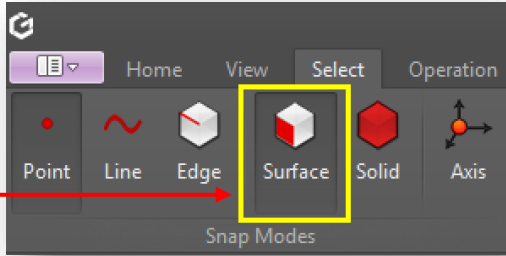 Home View Select Operation
Point Line Edge Surface Solid Axis
Snap Modes